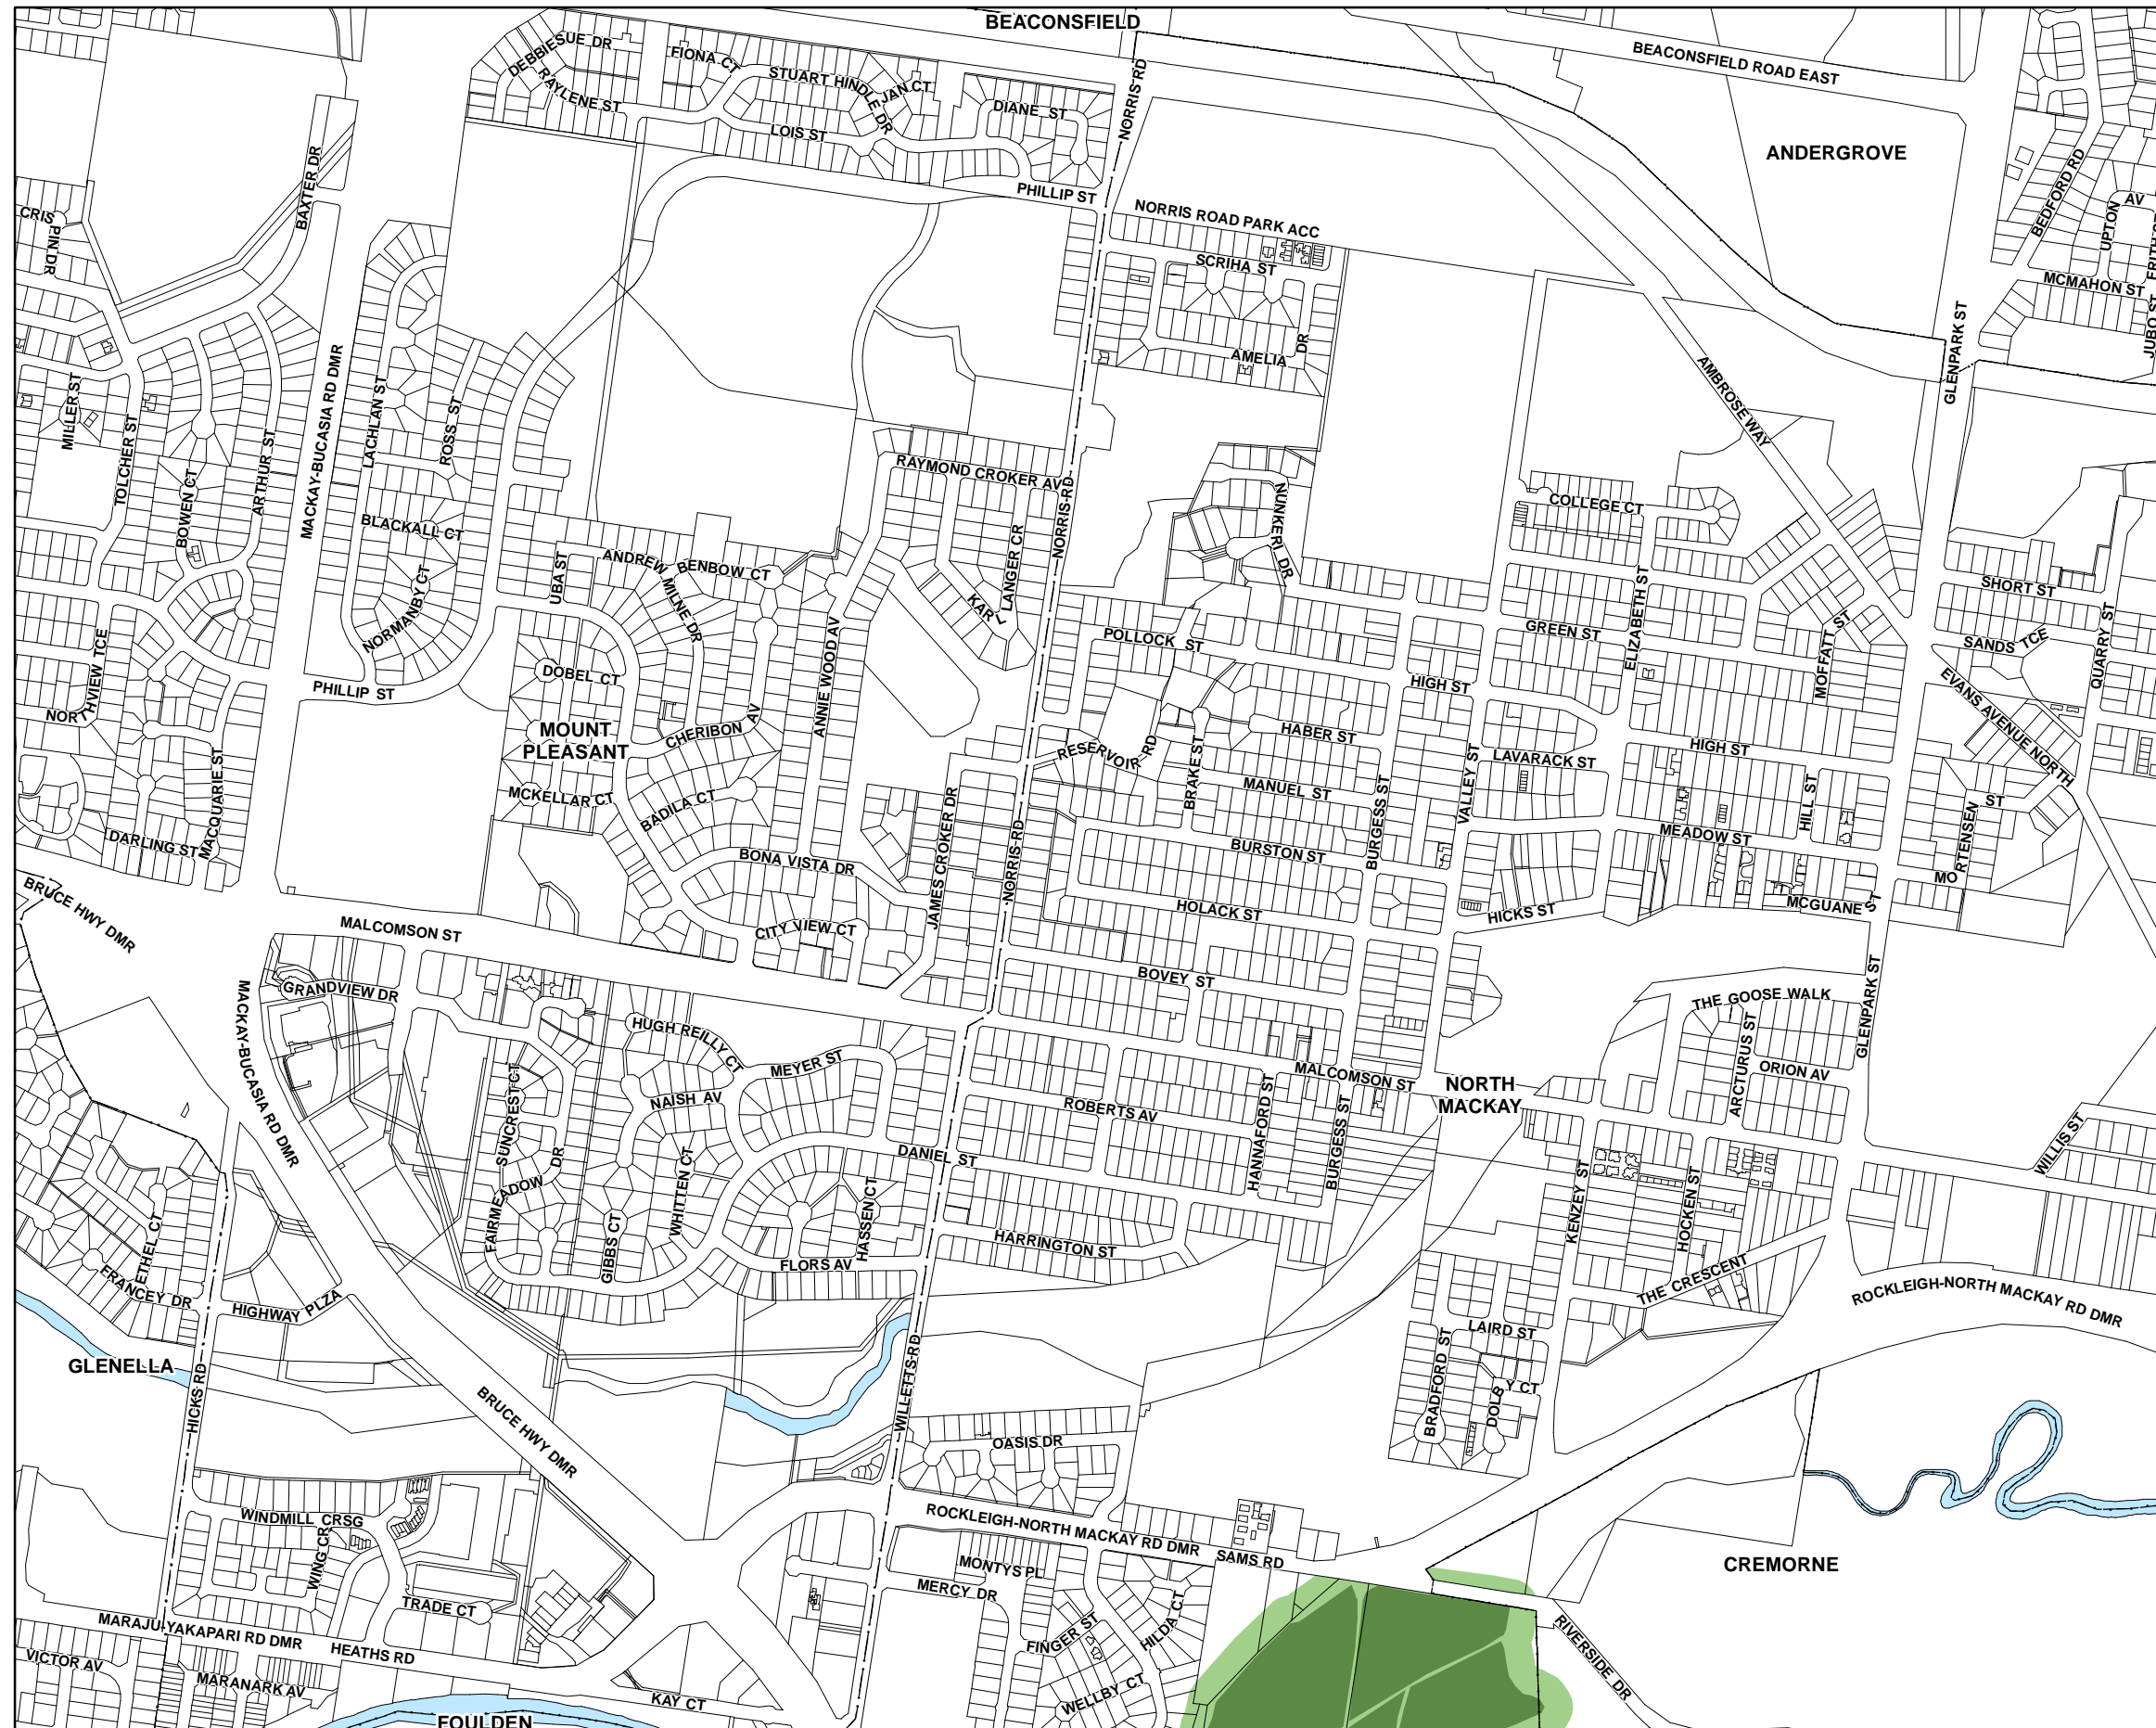 BEACONSFIELD
DEBBIESUE DR
FIONA CT
STUART HINDLE DR
JAN CT
RAYLENE ST
LOIS ST
DIANE ST
NORRIS RD
BEACONSFIELD ROAD EAST
ANDERGROVE
BEDFORD RD
UPTON
AV
MCMAHON ST
JUBO ST
BAXTER DR
CRISPIN DR
PHILLIP ST
NORRIS ROAD PARK ACC
SCRIHA ST
AMELIA DR
GLENPARK ST
AMBROSE WAY
MILLER ST
TOLCHER ST
BOWEN CT
ARTHUR ST
MACKAY-BUCASIA RD DMR
LACHLAN ST
ROSS ST
BLACKALL CT
NORMANBY CT
RAYMOND CROKER AV
NORRIS RD
LANGER CR
KARL
NUNKERI DR
COLLEGE CT
UBA ST
ANDREW MILNE DR
BENBOW CT
ANNIE WOOD AV
SHORT ST
QUARRY ST
SANDS TCE
EVANS AVENUE NORTH
POLLOCK ST
GREEN ST
ELIZABETH ST
MOFFATT ST
HIGH ST
NORTHVIEW TCE
PHILLIP ST
DOBEL CT
MOUNT
PLEASANT
CHERIBON AV
MCKELLAR CT
BADILA CT
RESERVOIR RD
BRAKE ST
HABER ST
MANUEL ST
BURGESS ST
VALLEY ST
LAVARACK ST
HIGH ST
HILL ST
MEADOW ST
MORTENSEN ST
MCGUANE ST
MACQUARIE ST
DARLING ST
BONA VISTA DR
JAMES CROKER DR
NORRIS RD
BURSTON ST
HOLACK ST
HICKS ST
BRUCE HWY DMR
MALCOMSON ST
CITY VIEW CT
BOVEY ST
MACKAY-BUCASIA RD DMR
GRANDVIEW DR
HUGH REILLY CT
MEYER ST
NAISH AV
SUNCREST CT
FAIRMEADOW DR
GIBBS CT
WHITTEN CT
HASSEN CT
FLORS AV
DANIEL ST
ROBERTS AV
MALCOMSON ST
HANNAFORD ST
BURGESS ST
HARRINGTON ST
NORTH
MACKAY
THE GOOSE WALK
ARCTURUS ST
ORION AV
GLENPARK ST
WILLIS ST
KENZEY ST
HOCKEN ST
THE CRESCENT
ROCKLEIGH-NORTH MACKAY RD DMR
LAIRD ST
BRADFORD ST
DOLBY CT
ETHEL CT
FRANCEY DR
HIGHWAY PLZA
GLENELLA
HICKS RD
BRUCE HWY DMR
WILLETTS RD
OASIS DR
ROCKLEIGH-NORTH MACKAY RD DMR
SAMS RD
CREMORNE
WINDMILL CRSG
WING CR
TRADE CT
MONTYS PL
MERCY DR
FINGER ST
HILDA CT
WELLBY CT
RIVERSIDE DR
MARAJU-YAKAPARI RD DMR
HEATHS RD
VICTOR AV
MARANARK AV
KAY CT
FOULDEN